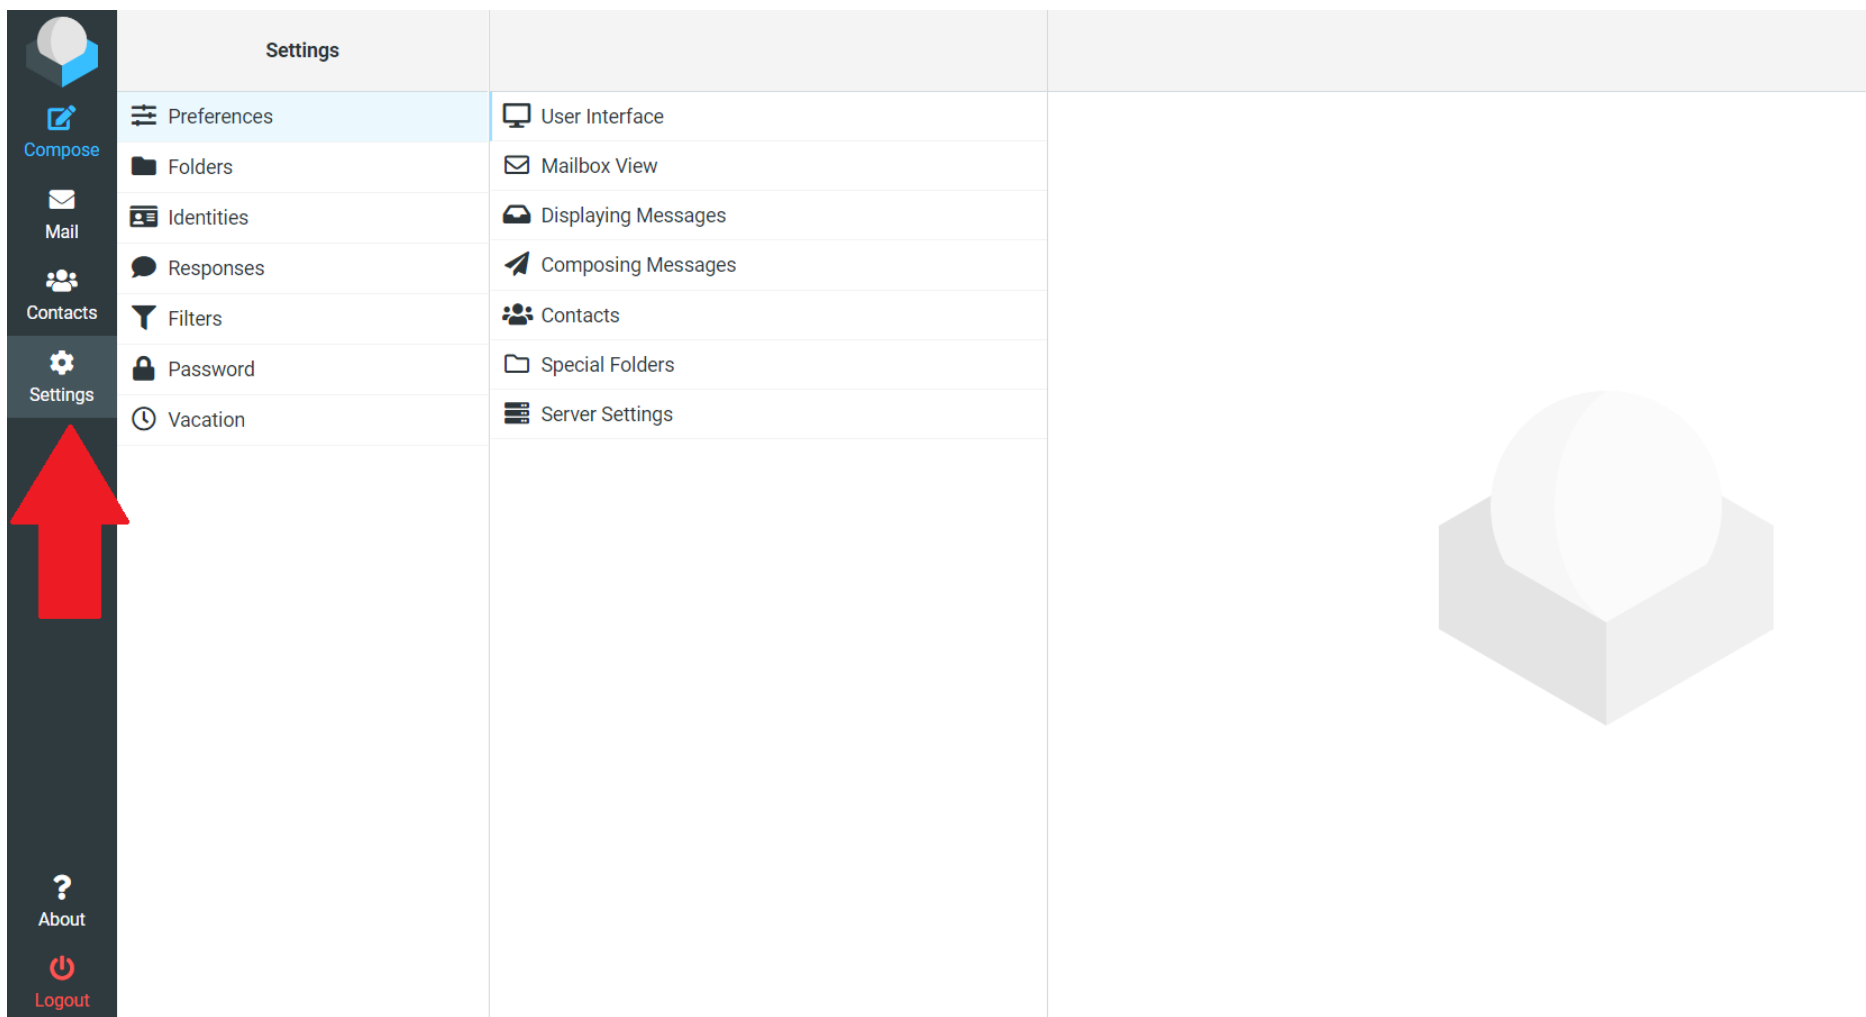 Compose
Mail
Contacts
Settings
About
Logout
Settings
Preferences
Folders
Identities
Responses
Filters
Password
Vacation
User Interface
Mailbox View
Displaying Messages
Composing Messages
Contacts
Special Folders
Server Settings